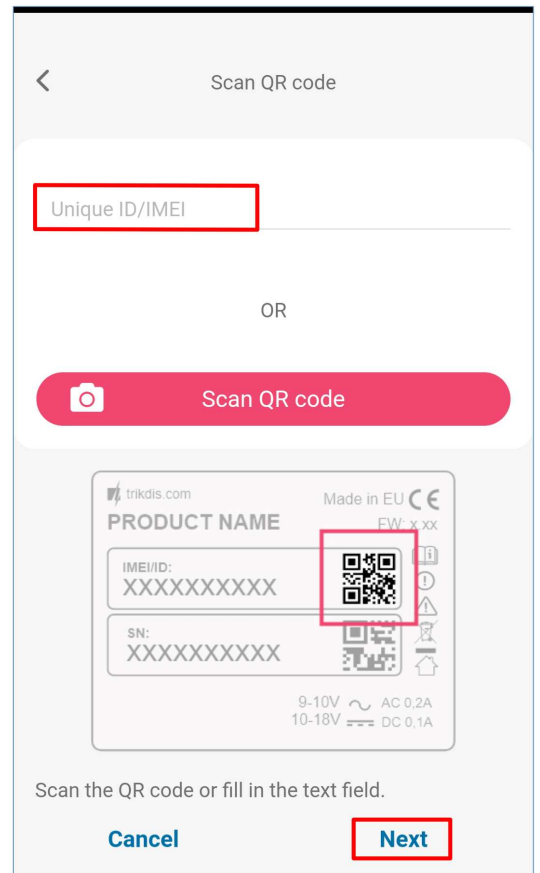 Scan QR code
Unique ID/IMEI
OR
Scan QR code
trikdis.com
Made in EU CE
PRODUCT NAME
FW: x.xx
IMEI/ID:
XXXXXXXXXX
SN:
XXXXXXXXXX
9-10V AC 0,2A
10-18V DC 0,1A
Scan the QR code or fill in the text field.
Cancel Next